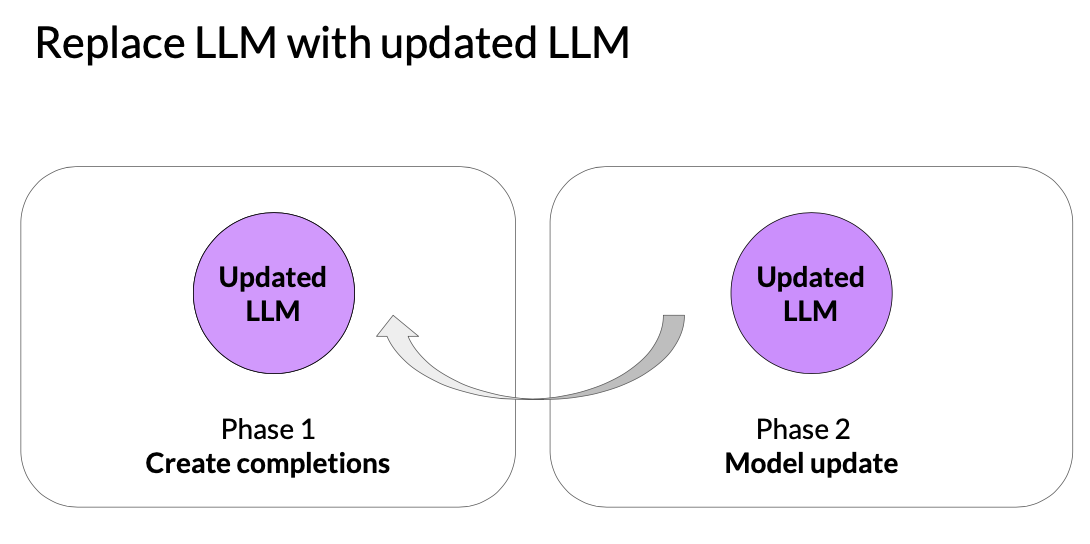 Replace LLM with updated LLM
Updated
LLM
Phase 1
Create completions
Updated
LLM
Phase 2
Model update